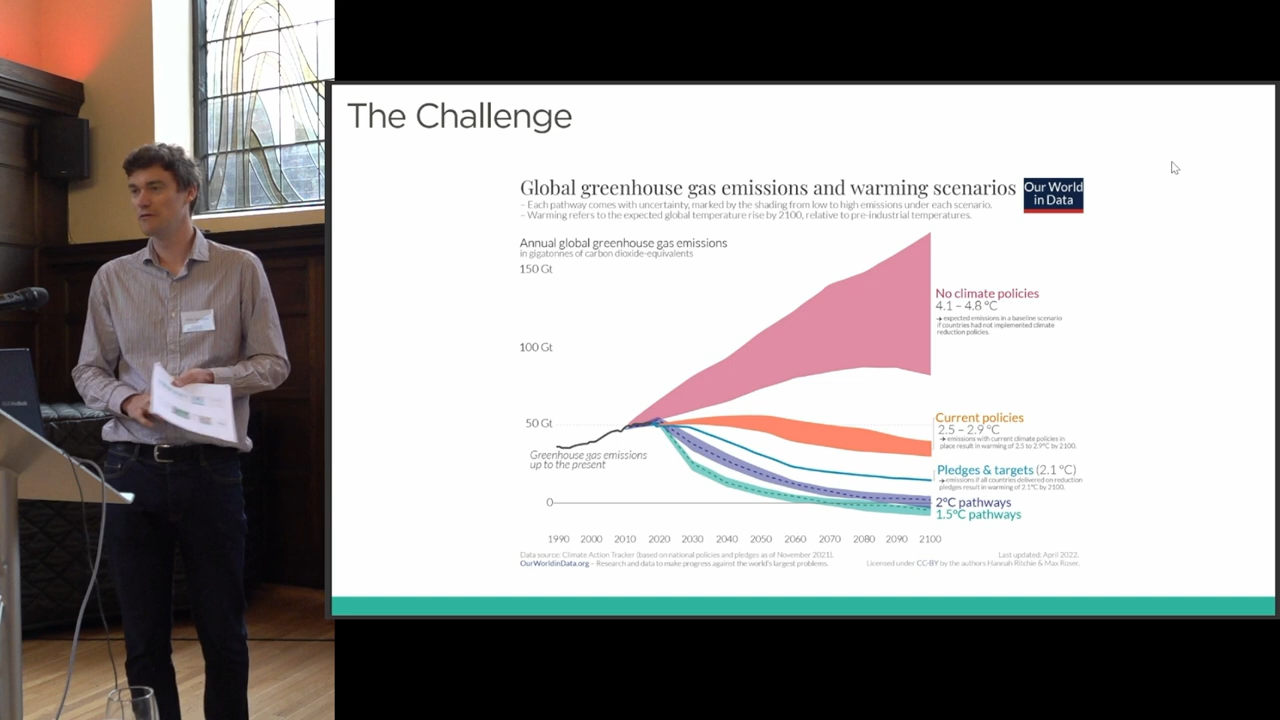 The Challenge
Global greenhouse gas emissions and warming scenarios
Our World
in Data
– Each pathway comes with uncertainty, marked by the shading from low to high emissions under each scenario.
– Warming refers to the expected global temperature rise by 2100, relative to pre-industrial temperatures.
Annual global greenhouse gas emissions
in gigatonnes of carbon dioxide-equivalents
150 Gt
No climate policies
4.1 – 4.8 °C
→ expected emissions in a baseline scenario
if countries had not implemented climate
reduction policies.
100 Gt
Current policies
2.5 – 2.9 °C
→ emissions with current climate policies in
place result in warming of 2.5 to 2.9°C by 2100.
50 Gt
Greenhouse gas emissions
up to the present
Pledges & targets (2.1 °C)
→ emissions if all countries delivered on reduction
pledges result in warming of 2.1°C by 2100.
2°C pathways
1.5°C pathways
0
1990 2000 2010 2020 2030 2040 2050 2060 2070 2080 2090 2100
Data source: Climate Action Tracker (based on national policies and pledges as of November 2021).
Last updated: April 2022.
OurWorldinData.org – Research and data to make progress against the world's largest problems.
Licensed under CC-BY by the authors Hannah Ritchie & Max Roser.